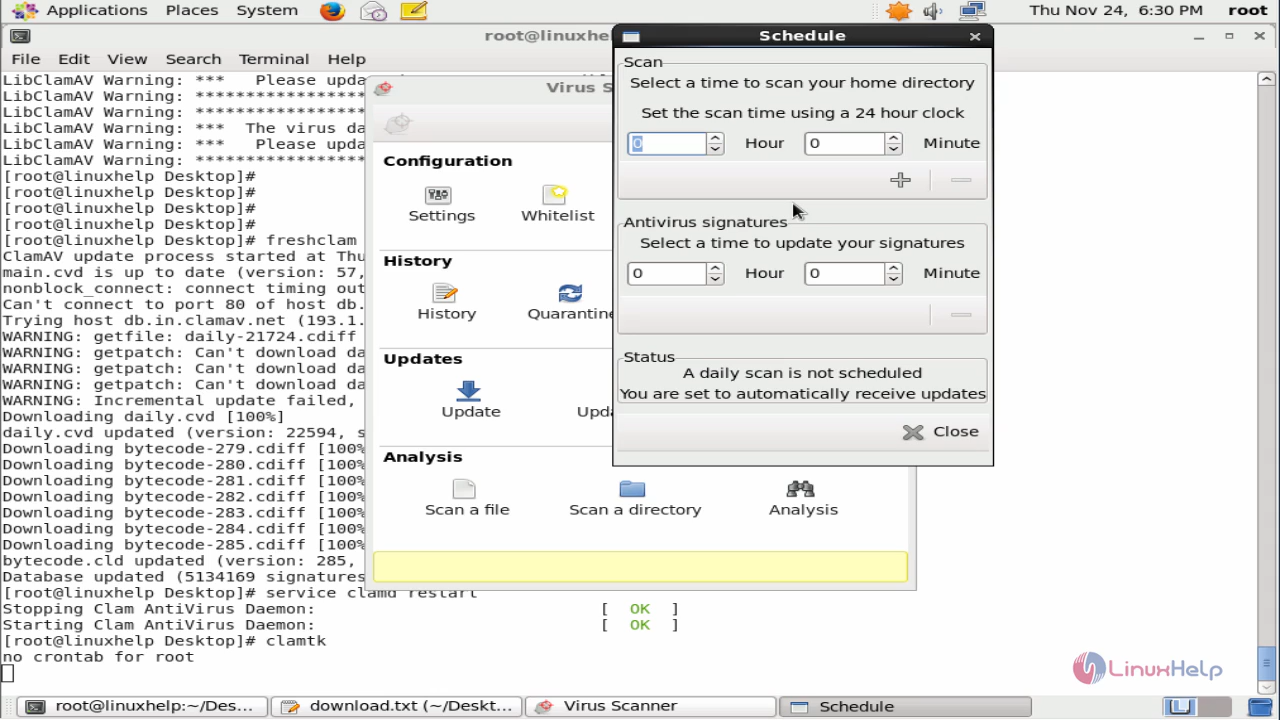 Applications Places System Thu Nov 24, 6:30 PM root
root@linuxhe
File Edit View Search Terminal Help
LibClamAV Warning: *** Please upda
LibClamAV Warning: ********************
LibClamAV Warning: ********************
LibClamAV Warning: *** The virus da
LibClamAV Warning: *** Please upda
LibClamAV Warning: ********************
[root@linuxhelp Desktop]#
[root@linuxhelp Desktop]#
[root@linuxhelp Desktop]#
[root@linuxhelp Desktop]#
[root@linuxhelp Desktop]# freshclam
ClamAV update process started at Thu
main.cvd is up to date (version: 57,
nonblock_connect: connect timing out
Can't connect to port 80 of host db.
Trying host db.in.clamav.net (193.1.
WARNING: getfile: daily-21724.cdiff
WARNING: getpatch: Can't download da
WARNING: getpatch: Can't download da
WARNING: getpatch: Can't download da
WARNING: Incremental update failed,
Downloading daily.cvd [100%]
daily.cvd updated (version: 22594, s
Downloading bytecode-279.cdiff [100%
Downloading bytecode-280.cdiff [100%
Downloading bytecode-281.cdiff [100%
Downloading bytecode-282.cdiff [100%
Downloading bytecode-283.cdiff [100%
Downloading bytecode-284.cdiff [100%
Downloading bytecode-285.cdiff [100%
bytecode.cld updated (version: 285,
Database updated (5134169 signatures
[root@linuxhelp Desktop]# service clamd restart
Stopping Clam AntiVirus Daemon: [ OK ]
Starting Clam AntiVirus Daemon: [ OK ]
[root@linuxhelp Desktop]# clamtk
no crontab for root
Virus S
Configuration
Settings Whitelist
History
History Quarantine
Updates
Update Upda
Analysis
Scan a file Scan a directory Analysis
Schedule
Scan
Select a time to scan your home directory
Set the scan time using a 24 hour clock
0 Hour 0 Minute
Antivirus signatures
Select a time to update your signatures
0 Hour 0 Minute
Status
A daily scan is not scheduled
You are set to automatically receive updates
Close
LinuxHelp
root@linuxhelp:~/Des... download.txt (~/Deskt... Virus Scanner Schedule